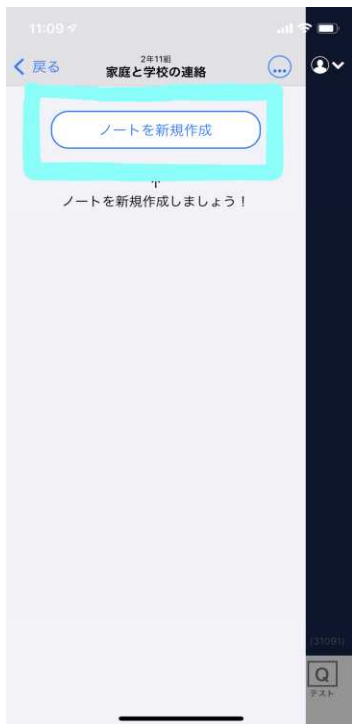 11:09
戻る
2年11組
家庭と学校の連絡
ノートを新規作成
ノートを新規作成しましょう！
(31091)
Q
テスト